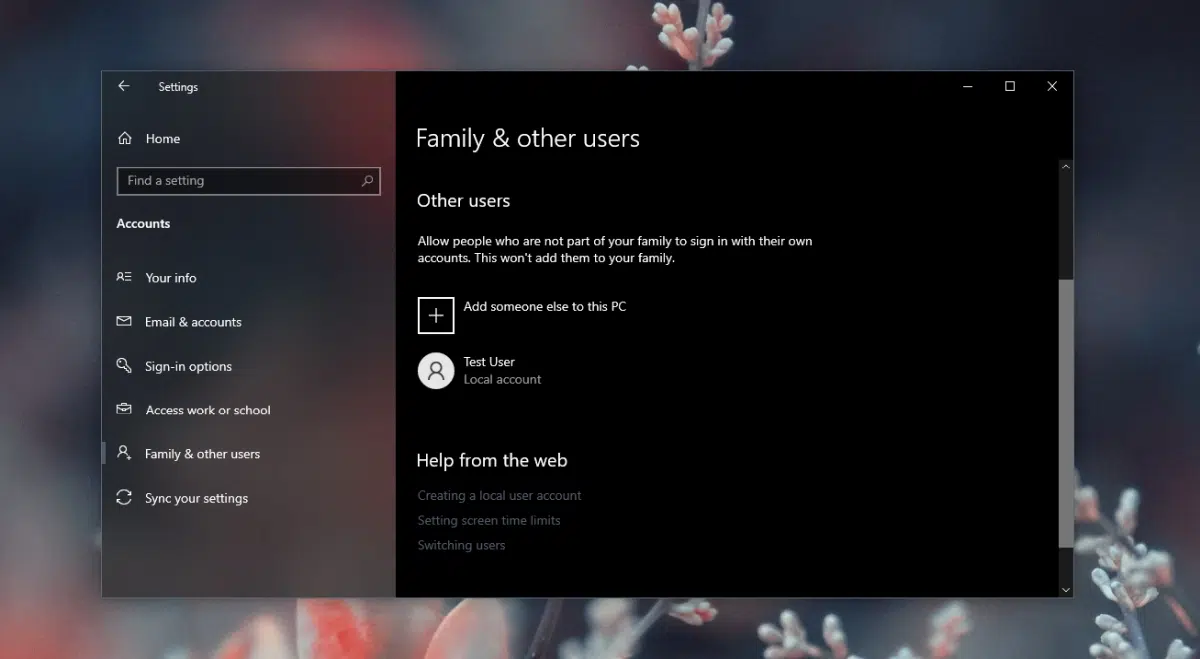 Settings
Home
Find a setting
Accounts
Your info
Email & accounts
Sign-in options
Access work or school
Family & other users
Sync your settings
Family & other users
Other users
Allow people who are not part of your family to sign in with their own
accounts. This won't add them to your family.
Add someone else to this PC
Test User
Local account
Help from the web
Creating a local user account
Setting screen time limits
Switching users